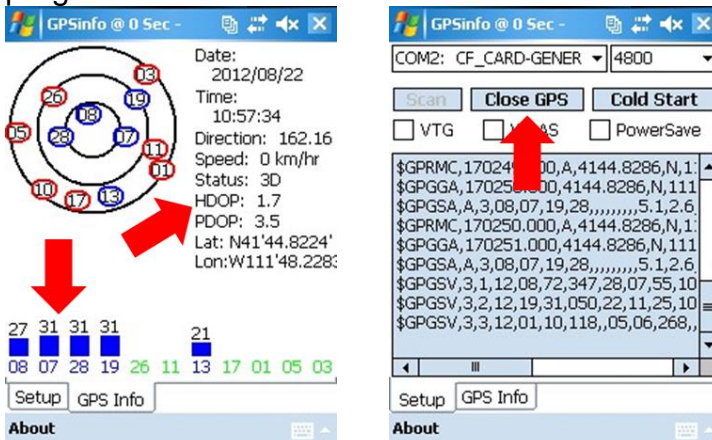 GPSinfo @ 0 Sec -
03
26
19
08
05
28
07
11
01
10
17
13
Date:
2012/08/22
Time:
10:57:34
Direction: 162.16
Speed: 0 km/hr
Status: 3D
HDOP: 1.7
PDOP: 3.5
Lat: N41'44.8224'
Lon:W111'48.2283
27 31 31 31 21
08 07 28 19 26 11 13 17 01 05 03
Setup GPS Info
About
GPSinfo @ 0 Sec -
COM2: CF_CARD-GENER 4800
Scan Close GPS Cold Start
VTG PowerSave
$GPRMC,170249 00,A,4144.8286,N,1
$GPGGA,170250.000,4144.8286,N,111
$GPGSA,A,3,08,07,19,28,,,,,,,,,5.1,2.6
$GPRMC,170250.000,A,4144.8286,N,1
$GPGGA,170251.000,4144.8286,N,111
$GPGSA,A,3,08,07,19,28,,,,,,,,,5.1,2.6
$GPGSV,3,1,12,08,72,347,28,07,55,10
$GPGSV,3,2,12,19,31,050,22,11,25,10
$GPGSV,3,3,12,01,10,118,,05,06,268,,
Setup GPS Info
About